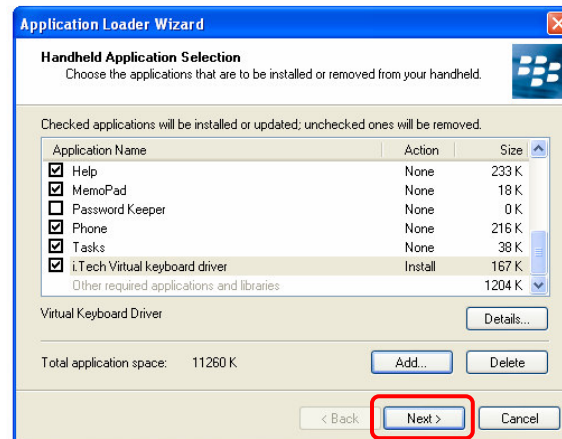 Application Loader Wizard
Handheld Application Selection
Choose the applications that are to be installed or removed from your handheld.
Checked applications will be installed or updated; unchecked ones will be removed.
Application Name Action Size
Help None 233 K
MemoPad None 18 K
Password Keeper None 0 K
Phone None 216 K
Tasks None 38 K
i.Tech Virtual keyboard driver Install 167 K
Other required applications and libraries 1204 K
Virtual Keyboard Driver Details...
Total application space: 11260 K Add... Delete
< Back Next > Cancel